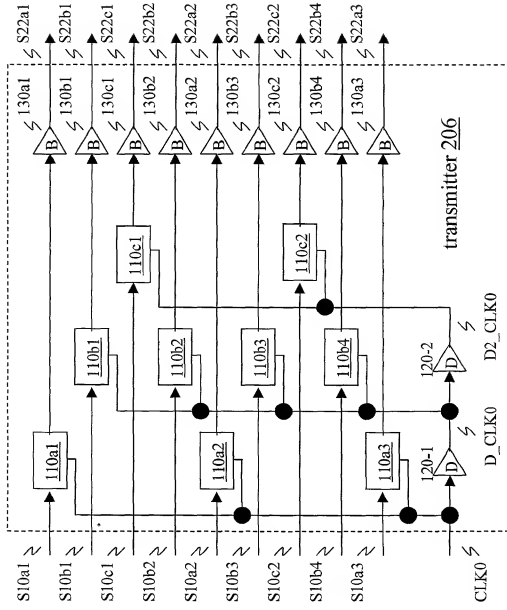 S22a1
S22b1
S22c1
S22b2
S22a2
S22b3
S22c2
S22b4
S22a3
130a1
130b1
130c1
130b2
130a2
130b3
130c2
130b4
130a3
B
B
B
B
B
B
B
B
B
transmitter 206
110c1
110c2
110b1
110b2
110b3
110b4
120-2
D
D2_CLK0
110a1
110a2
110a3
120-1
D
D_CLK0
S10a1
S10b1
S10c1
S10b2
S10a2
S10b3
S10c2
S10b4
S10a3
CLK0